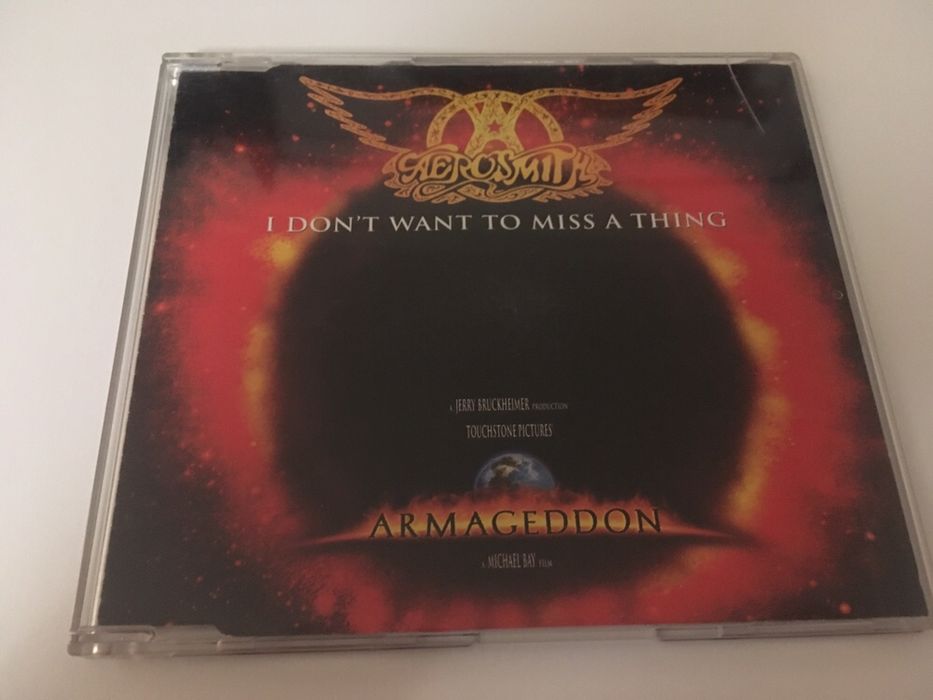 AEROSMITH
I DON'T WANT TO MISS A THING
A JERRY BRUCKHEIMER PRODUCTION
TOUCHSTONE PICTURES
ARMAGEDDON
A MICHAEL BAY FILM